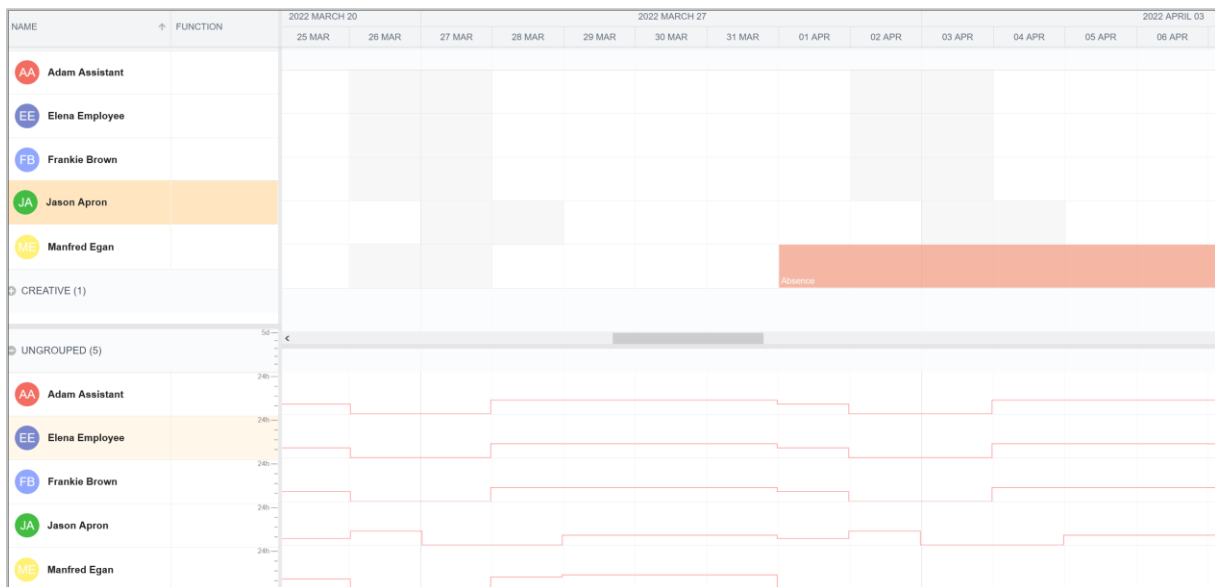 NAME FUNCTION 2022 MARCH 20 2022 MARCH 27 2022 APRIL 03
25 MAR 26 MAR 27 MAR 28 MAR 29 MAR 30 MAR 31 MAR 01 APR 02 APR 03 APR 04 APR 05 APR 06 APR
AA Adam Assistant
EE Elena Employee
FB Frankie Brown
JA Jason Apron
ME Manfred Egan
Absence
CREATIVE (1)
5d
UNGROUPED (5)
24h
AA Adam Assistant
24h
EE Elena Employee
24h
FB Frankie Brown
24h
JA Jason Apron
24h
ME Manfred Egan